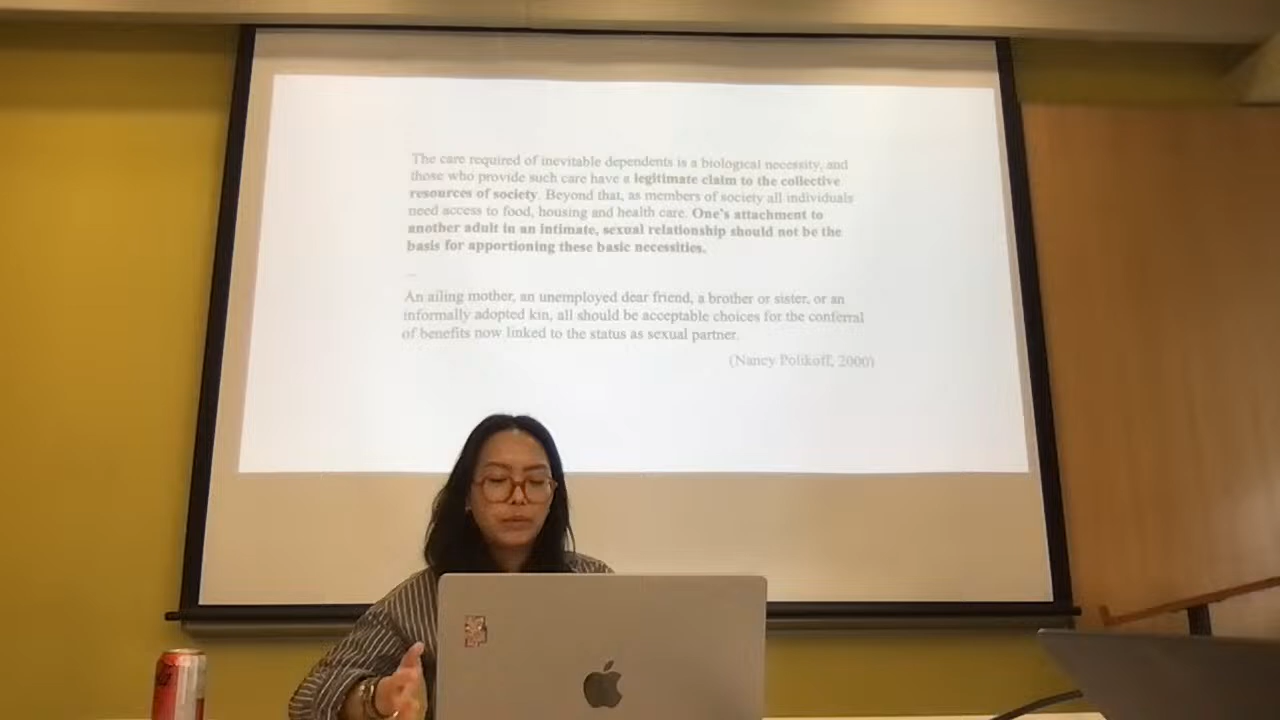 The care required of inevitable dependents is a biological necessity, and
those who provide such care have a legitimate claim to the collective
resources of society. Beyond that, as members of society all individuals
need access to food, housing and health care. One's attachment to
another adult in an intimate, sexual relationship should not be the
basis for apportioning these basic necessities.
...
An ailing mother, an unemployed dear friend, a brother or sister, or an
informally adopted kin, all should be acceptable choices for the conferral
of benefits now linked to the status as sexual partner.
(Nancy Polikoff, 2000)